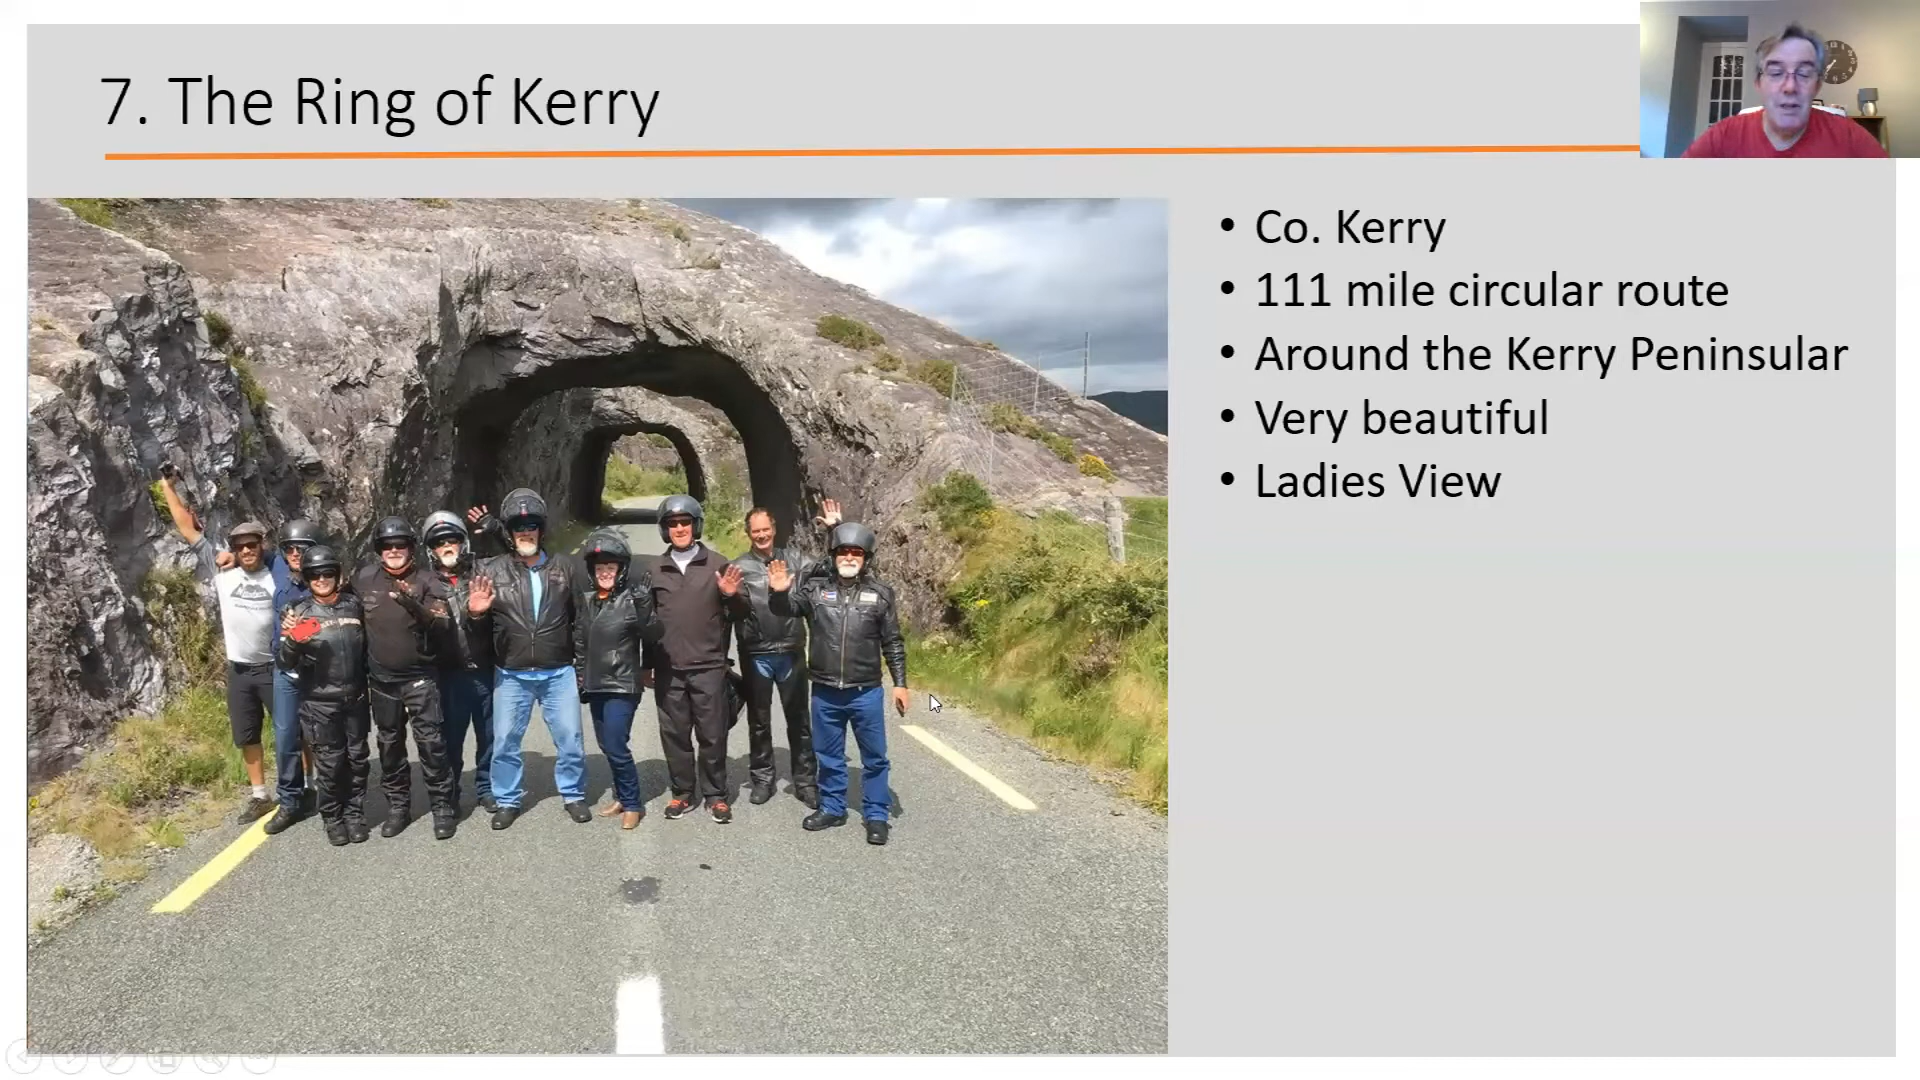 7. The Ring of Kerry
• Co. Kerry
• 111 mile circular route
• Around the Kerry Peninsular
• Very beautiful
• Ladies View